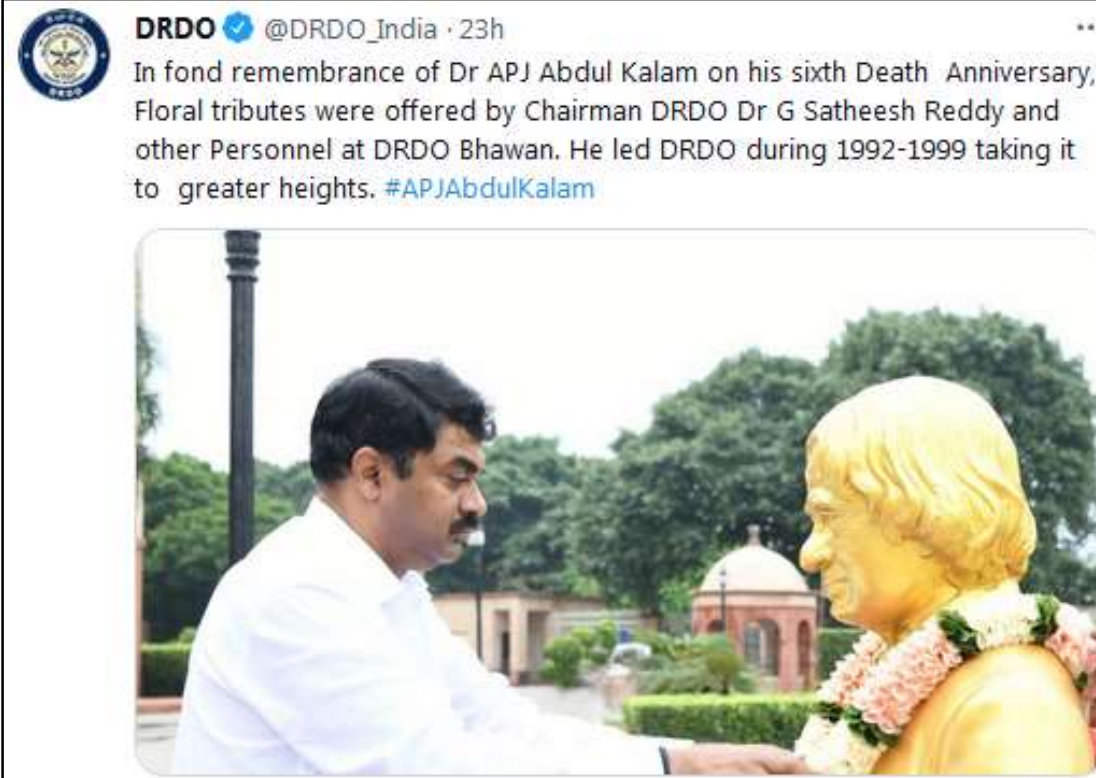 DRDO @DRDO_India · 23h
In fond remembrance of Dr APJ Abdul Kalam on his sixth Death Anniversary,
Floral tributes were offered by Chairman DRDO Dr G Satheesh Reddy and
other Personnel at DRDO Bhawan. He led DRDO during 1992-1999 taking it
to greater heights. #APJAbdulKalam
DRDO